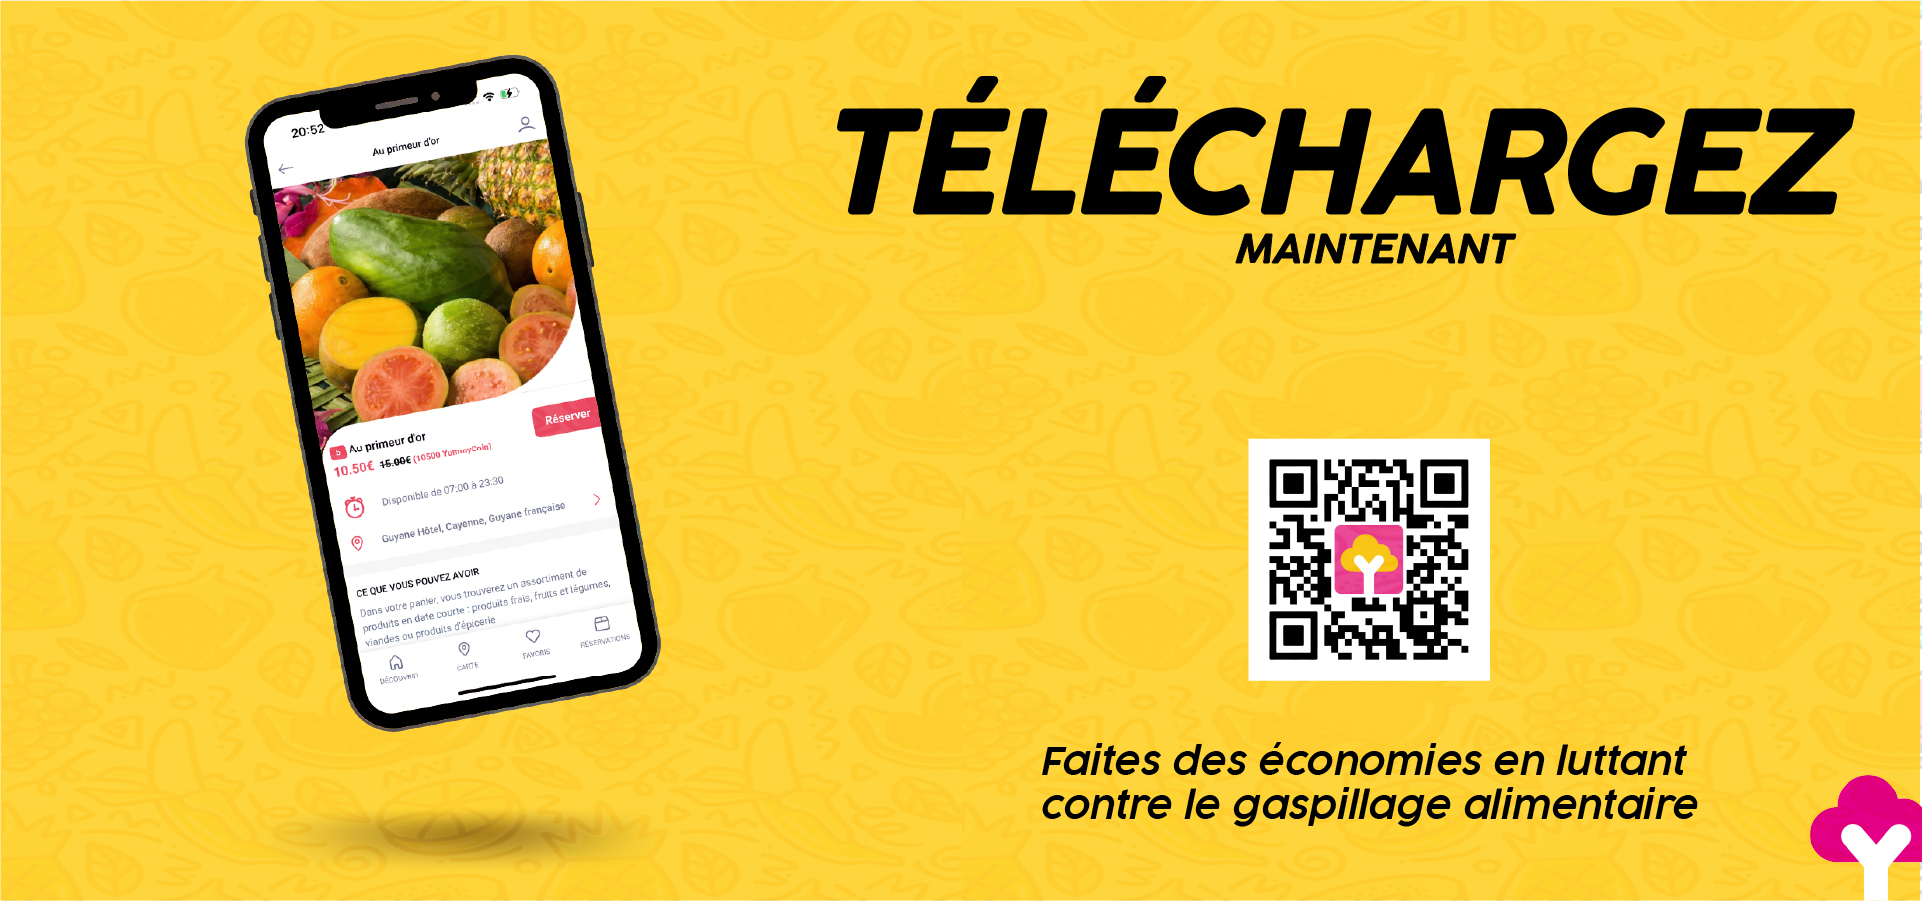 20:52
Au primeur d'or
5 Au primeur d'or
Réserver
10.50€ 15.00€ (10500 YummyCoin)
Disponible de 07:00 à 23:30
Guyane Hôtel, Cayenne, Guyane française
CE QUE VOUS POUVEZ AVOIR
Dans votre panier, vous trouverez un assortiment de
produits en date courte : produits frais, fruits et légumes,
viandes ou produits d'épicerie
DÉCOUVRIR
CARTE
FAVORIS
RÉSERVATIONS
TÉLÉCHARGEZ
MAINTENANT
Faites des économies en luttant
contre le gaspillage alimentaire